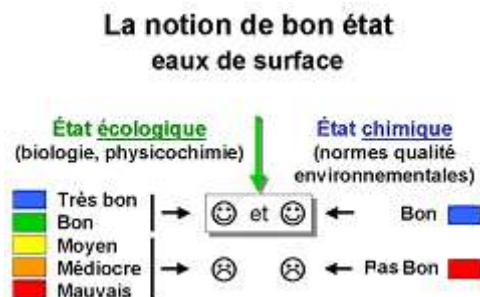 La notion de bon état
eaux de surface
État écologique
(biologie, physicochimie)
État chimique
(normes qualité
environnementales)
Très bon
Bon
Moyen
Médiocre
Mauvais
et
Bon
Pas Bon